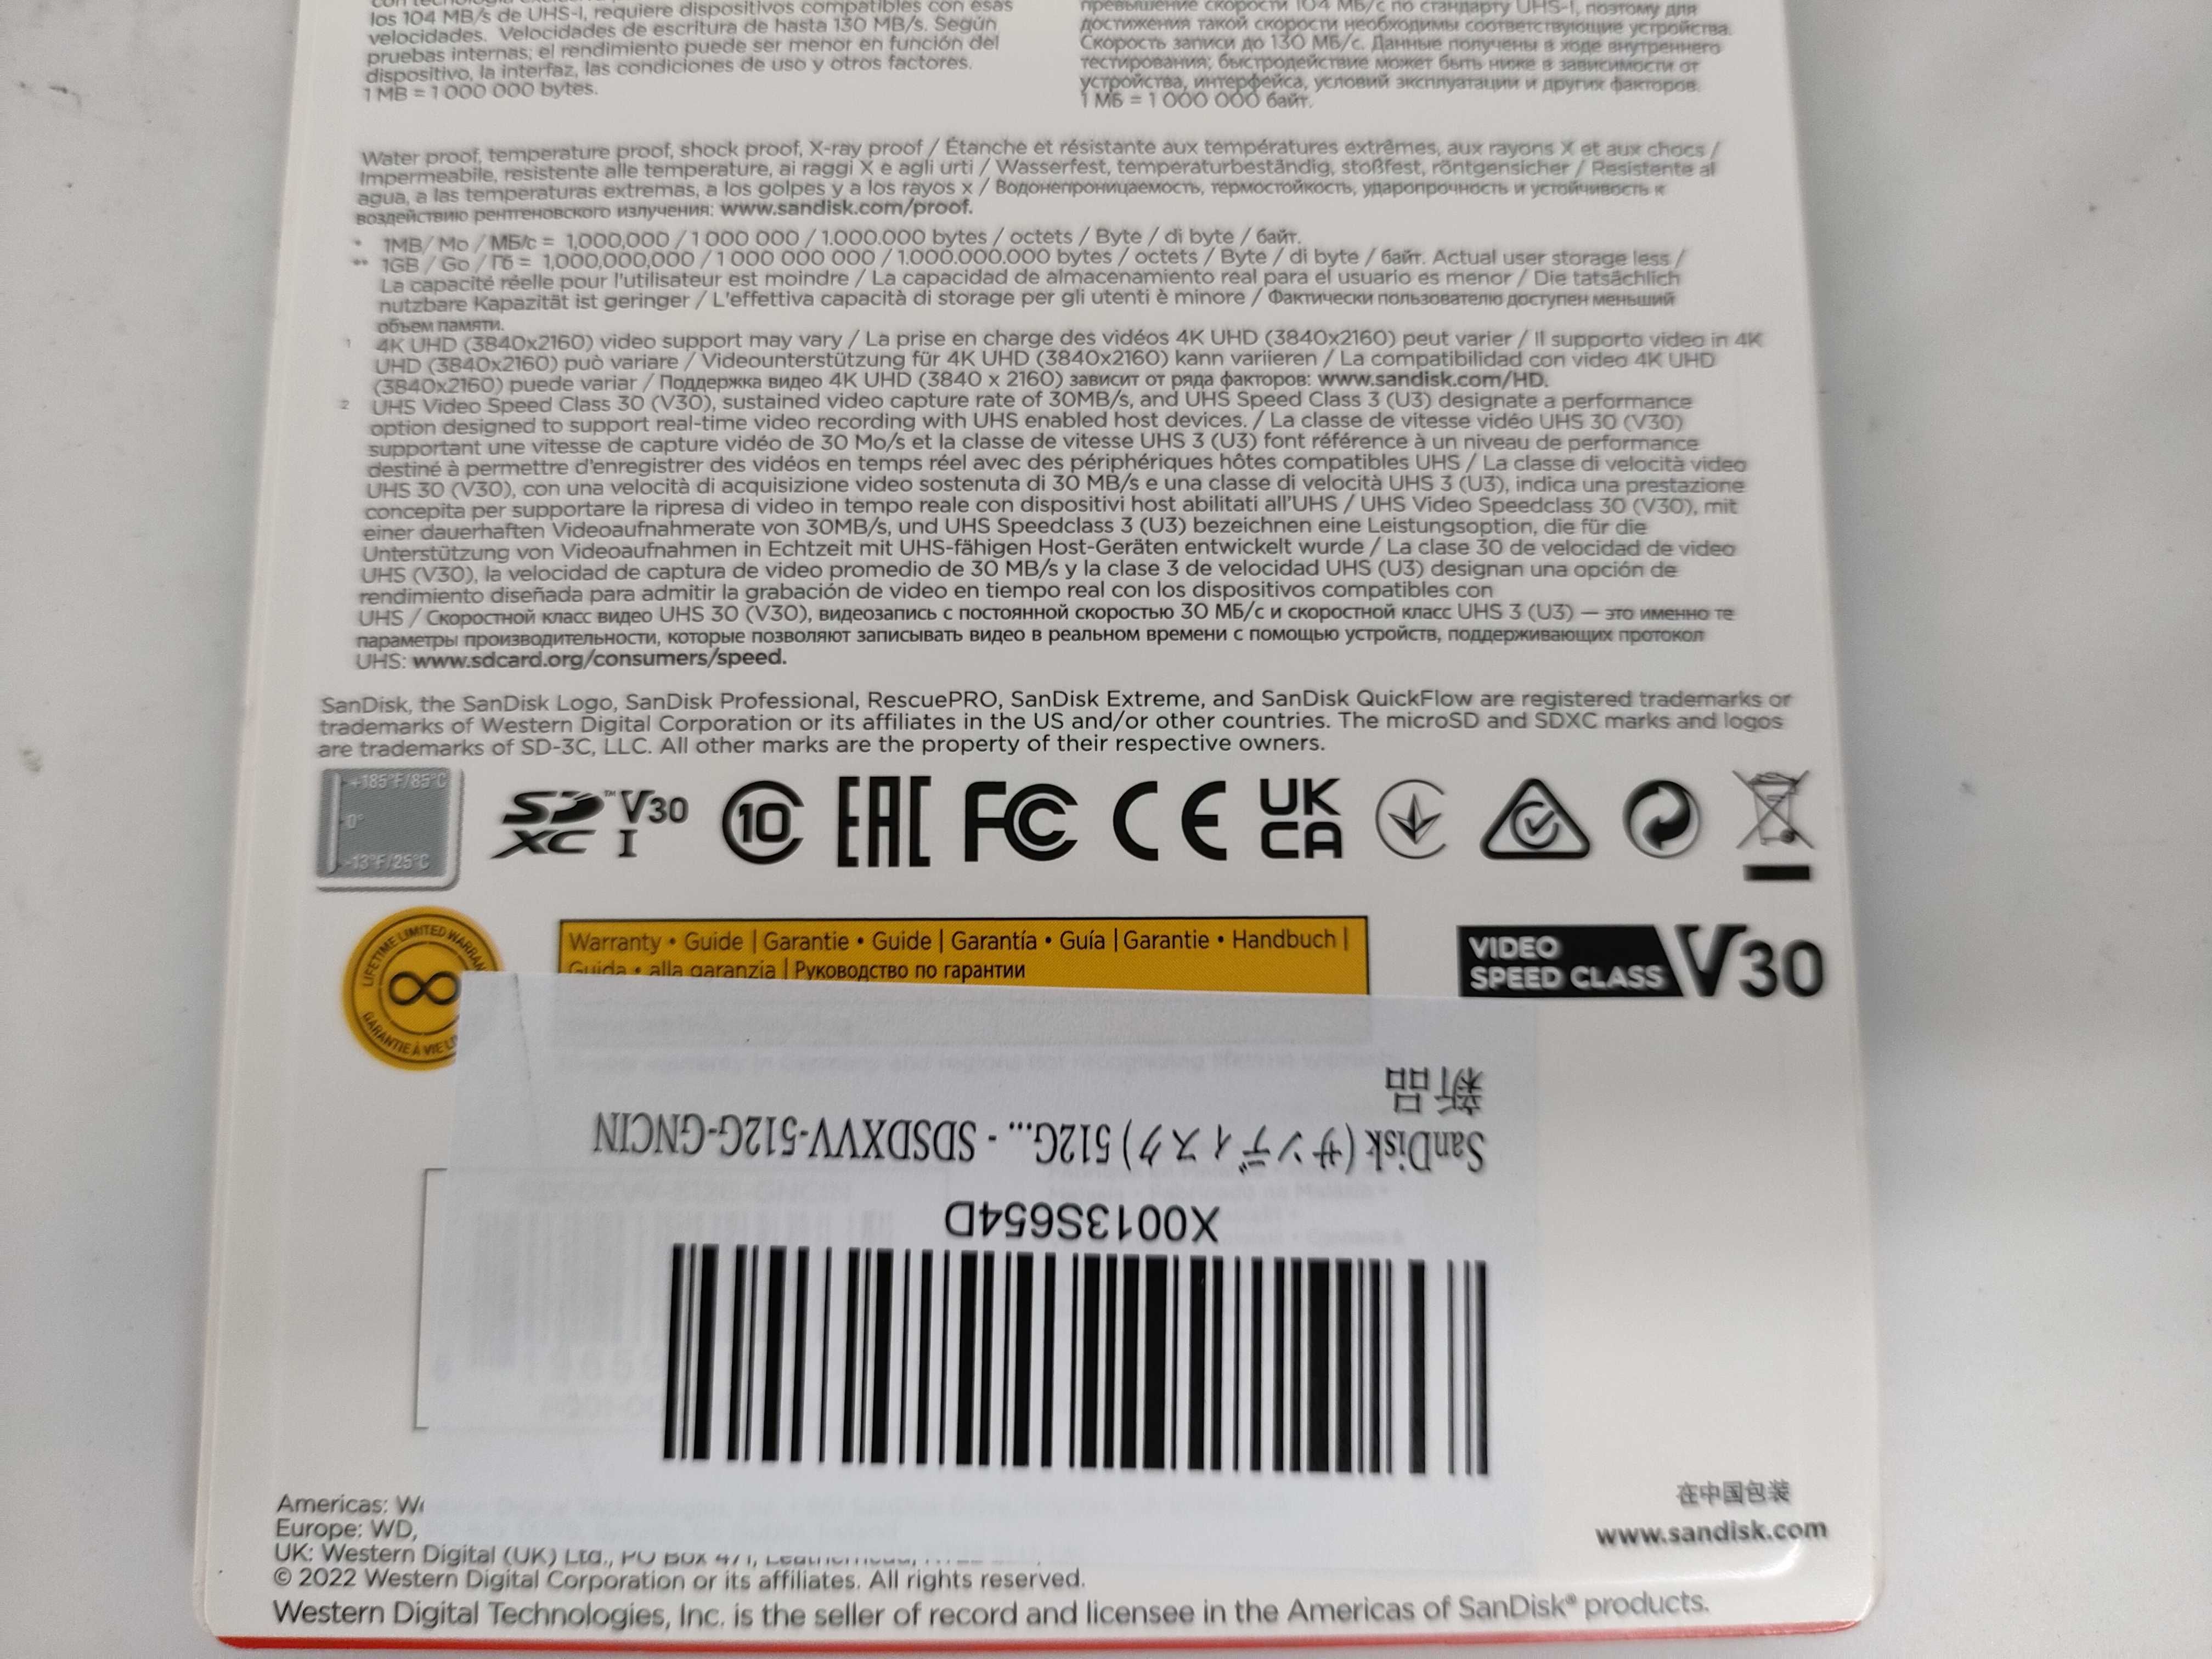 los 104 MB/s de UHS-I, requiere dispositivos compatibles con esas
velocidades. Velocidades de escritura de hasta 130 MB/s. Según
pruebas internas; el rendimiento puede ser menor en función del
dispositivo, la interfaz, las condiciones de uso y otros factores.
1 MB = 1 000 000 bytes.
превышение скорости 104 МБ/с по стандарту UHS-I, поэтому для
достижения такой скорости необходимы соответствующие устройства.
Скорость записи до 130 МБ/с. Данные получены в ходе внутреннего
тестирования; быстродействие может быть ниже в зависимости от
устройства, интерфейса, условий эксплуатации и других факторов.
1 МБ = 1 000 000 байт.
Water proof, temperature proof, shock proof, X-ray proof / Étanche et résistante aux températures extrêmes, aux rayons X et aux chocs /
Impermeabile, resistente alle temperature, ai raggi X e agli urti / Wasserfest, temperaturbeständig, stoßfest, röntgensicher / Resistente al
agua, a las temperaturas extremas, a los golpes y a los rayos x / Водонепроницаемость, термостойкость, ударопрочность и устойчивость к
воздействию рентгеновского излучения: www.sandisk.com/proof.
* 1MB/ Mo / МБ/с = 1,000,000 / 1 000 000 / 1.000.000 bytes / octets / Byte / di byte / байт.
** 1GB / Go / Гб = 1,000,000,000 / 1 000 000 000 / 1.000.000.000 bytes / octets / Byte / di byte / байт. Actual user storage less /
La capacité réelle pour l'utilisateur est moindre / La capacidad de almacenamiento real para el usuario es menor / Die tatsächlich
nutzbare Kapazität ist geringer / L'effettiva capacità di storage per gli utenti è minore / Фактически пользователю доступен меньший
объем памяти.
1 4K UHD (3840x2160) video support may vary / La prise en charge des vidéos 4K UHD (3840x2160) peut varier / Il supporto video in 4K
UHD (3840x2160) può variare / Videounterstützung für 4K UHD (3840x2160) kann variieren / La compatibilidad con video 4K UHD
(3840x2160) puede variar / Поддержка видео 4K UHD (3840 x 2160) зависит от ряда факторов: www.sandisk.com/HD.
2 UHS Video Speed Class 30 (V30), sustained video capture rate of 30MB/s, and UHS Speed Class 3 (U3) designate a performance
option designed to support real-time video recording with UHS enabled host devices. / La classe de vitesse vidéo UHS 30 (V30)
supportant une vitesse de capture vidéo de 30 Mo/s et la classe de vitesse UHS 3 (U3) font référence à un niveau de performance
destiné à permettre d'enregistrer des vidéos en temps réel avec des périphériques hôtes compatibles UHS / La classe di velocità video
UHS 30 (V30), con una velocità di acquisizione video sostenuta di 30 MB/s e una classe di velocità UHS 3 (U3), indica una prestazione
concepita per supportare la ripresa di video in tempo reale con dispositivi host abilitati all'UHS / UHS Video Speedclass 30 (V30), mit
einer dauerhaften Videoaufnahmerate von 30MB/s, und UHS Speedclass 3 (U3) bezeichnen eine Leistungsoption, die für die
Unterstützung von Videoaufnahmen in Echtzeit mit UHS-fähigen Host-Geräten entwickelt wurde / La clase 30 de velocidad de video
UHS (V30), la velocidad de captura de video promedio de 30 MB/s y la clase 3 de velocidad UHS (U3) designan una opción de
rendimiento diseñada para admitir la grabación de video en tiempo real con los dispositivos compatibles con
UHS / Скоростной класс видео UHS 30 (V30), видеозапись с постоянной скоростью 30 МБ/с и скоростной класс UHS 3 (U3) — это именно те
параметры производительности, которые позволяют записывать видео в реальном времени с помощью устройств, поддерживающих протокол
UHS: www.sdcard.org/consumers/speed.
SanDisk, the SanDisk Logo, SanDisk Professional, RescuePRO, SanDisk Extreme, and SanDisk QuickFlow are registered trademarks or
trademarks of Western Digital Corporation or its affiliates in the US and/or other countries. The microSD and SDXC marks and logos
are trademarks of SD-3C, LLC. All other marks are the property of their respective owners.
+185°F/85°C
0°
-13°F/25°C
SD XC ™ V30 I
10
EAC
FC
CE
UK CA
LIFETIME LIMITED WARRAN
GARANTIE À VIE
Warranty • Guide | Garantie • Guide | Garantía • Guía | Garantie • Handbuch |
Guida • alla garanzia | Руководство по гарантии
VIDEO
SPEED CLASS V30
新品
SanDisk (サンディスク) 512G... - SDSDXVV-512G-GNCIN
X0013S654D
在中国包装
www.sandisk.com
Americas:
Europe: WD,
UK: Western Digital (UK) Ltd., PO Box 471,
© 2022 Western Digital Corporation or its affiliates. All rights reserved.
Western Digital Technologies, Inc. is the seller of record and licensee in the Americas of SanDisk® products.